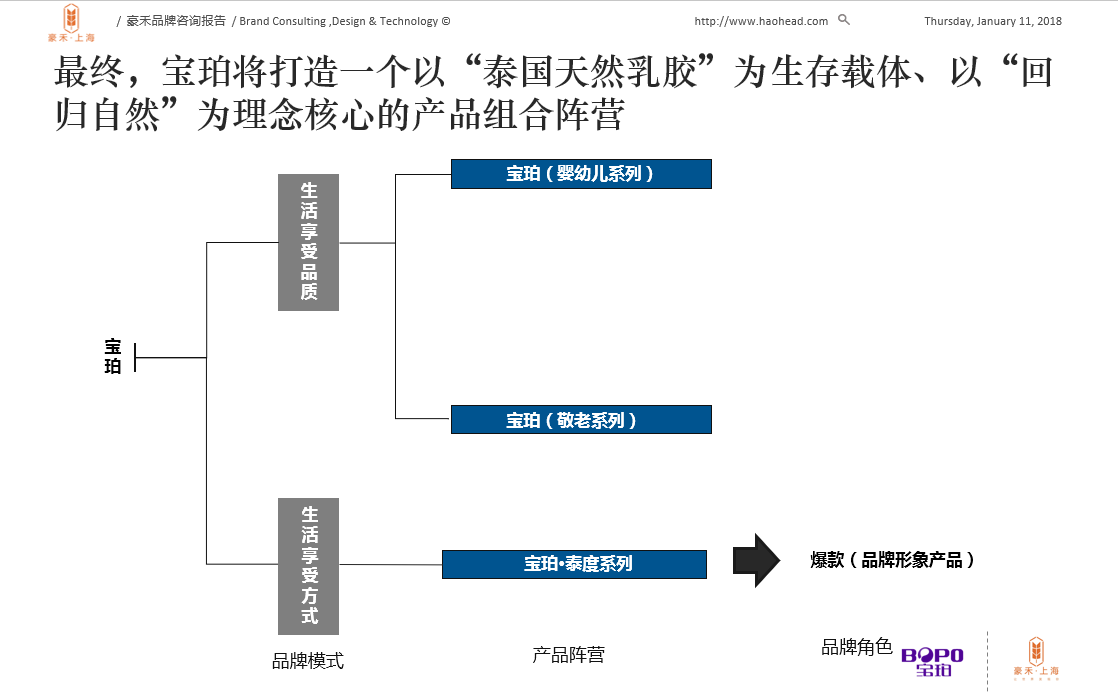 / 豪禾品牌咨询报告 / Brand Consulting ,Design & Technology ©
http://www.haohead.com
Thursday, January 11, 2018
豪禾·上海
最终，宝珀将打造一个以“泰国天然乳胶”为生存载体、以“回
归自然”为理念核心的产品组合阵营
宝珀
生活享受品质
宝珀（婴幼儿系列）
宝珀（敬老系列）
生活享受方式
宝珀·泰度系列
爆款（品牌形象产品）
品牌模式
产品阵营
品牌角色
BOPO
宝珀
豪禾·上海